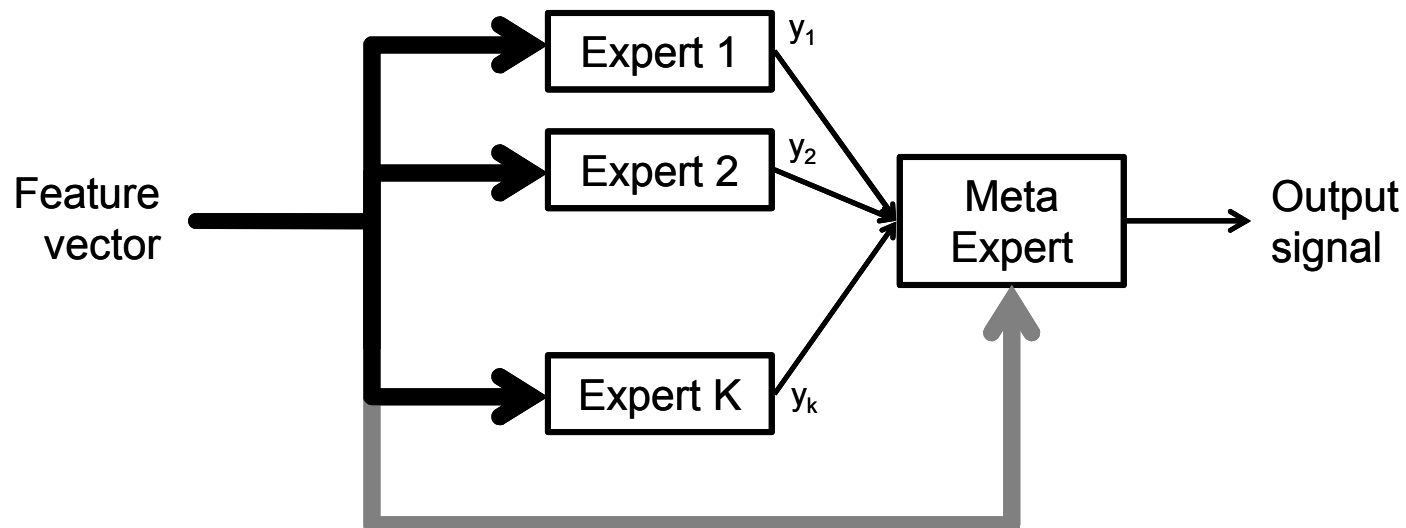 Feature
vector
Expert 1
y₁
Expert 2
y₂
Expert K
yₖ
Meta
Expert
Output
signal